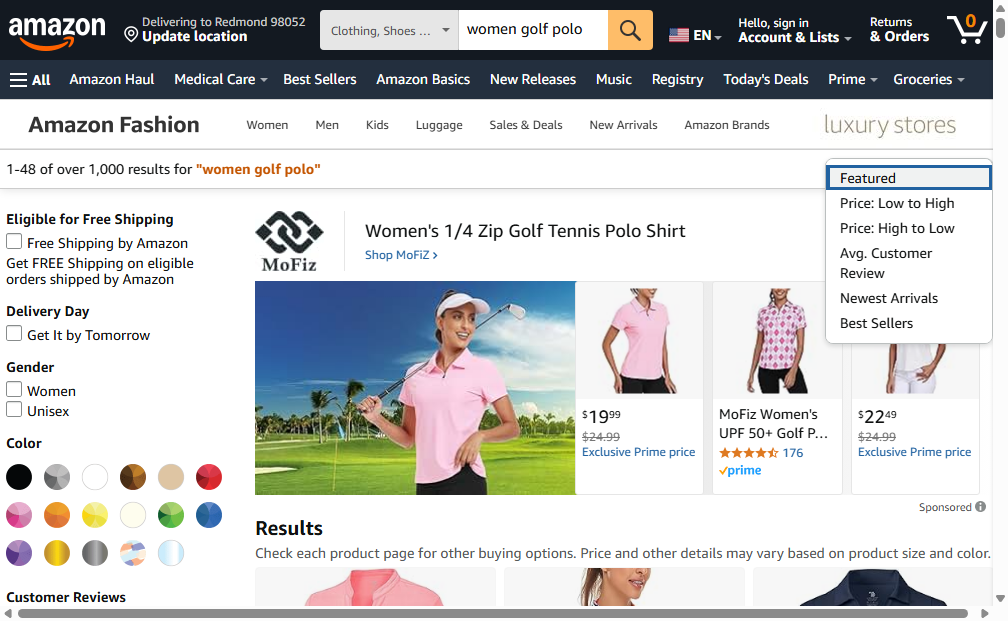 amazon
Delivering to Redmond 98052
Update location
Clothing, Shoes ...
women golf polo
EN
Hello, sign in
Account & Lists
Returns
& Orders
0
All
Amazon Haul
Medical Care
Best Sellers
Amazon Basics
New Releases
Music
Registry
Today's Deals
Prime
Groceries
Amazon Fashion
Women
Men
Kids
Luggage
Sales & Deals
New Arrivals
Amazon Brands
luxury stores
1-48 of over 1,000 results for "women golf polo"
Featured
Price: Low to High
Price: High to Low
Avg. Customer
Review
Newest Arrivals
Best Sellers
Eligible for Free Shipping
Free Shipping by Amazon
Get FREE Shipping on eligible
orders shipped by Amazon
Delivery Day
Get It by Tomorrow
Gender
Women
Unisex
Color
Customer Reviews
MoFiz
Women's 1/4 Zip Golf Tennis Polo Shirt
Shop MoFiZ ›
$19.99
$24.99
Exclusive Prime price
MoFiz Women's
UPF 50+ Golf P...
176
prime
$22.49
$24.99
Exclusive Prime price
Sponsored
Results
Check each product page for other buying options. Price and other details may vary based on product size and color.